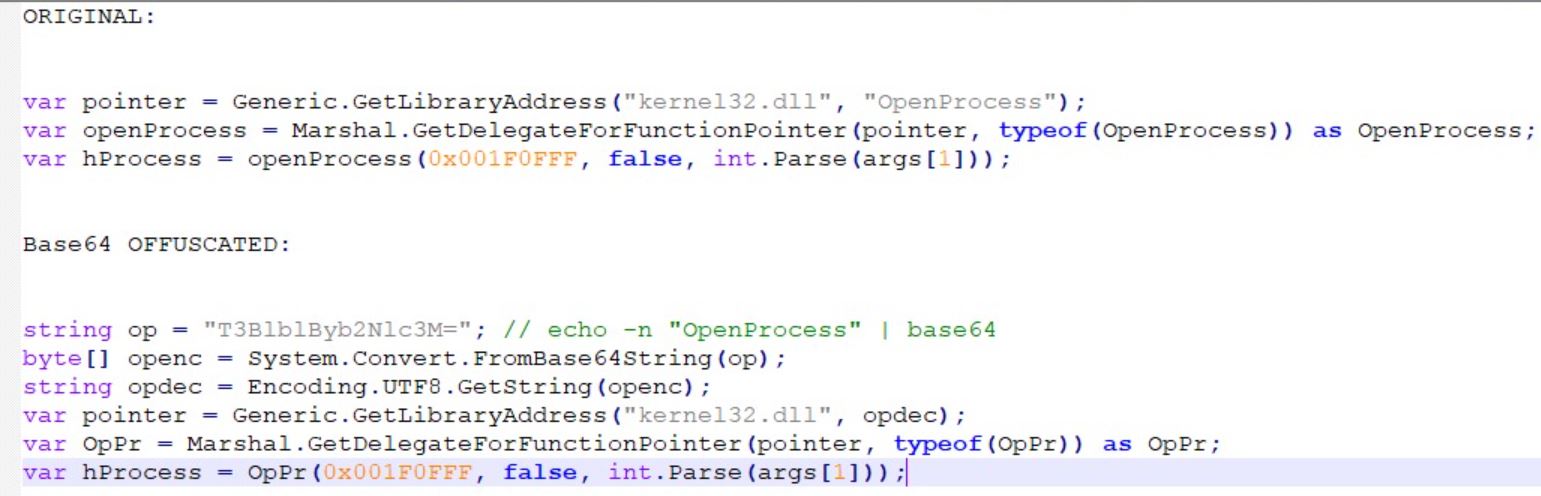 ORIGINAL:
var pointer = Generic.GetLibraryAddress("kernel32.dll", "OpenProcess");
var openProcess = Marshal.GetDelegateForFunctionPointer(pointer, typeof(OpenProcess)) as OpenProcess;
var hProcess = openProcess(0x001F0FFF, false, int.Parse(args[1]));
Base64 OFFUSCATED:
string op = "T3BlblByb2Nlc3M="; // echo -n "OpenProcess" | base64
byte[] openc = System.Convert.FromBase64String(op);
string opdec = Encoding.UTF8.GetString(openc);
var pointer = Generic.GetLibraryAddress("kernel32.dll", opdec);
var OpPr = Marshal.GetDelegateForFunctionPointer(pointer, typeof(OpPr)) as OpPr;
var hProcess = OpPr(0x001F0FFF, false, int.Parse(args[1]));